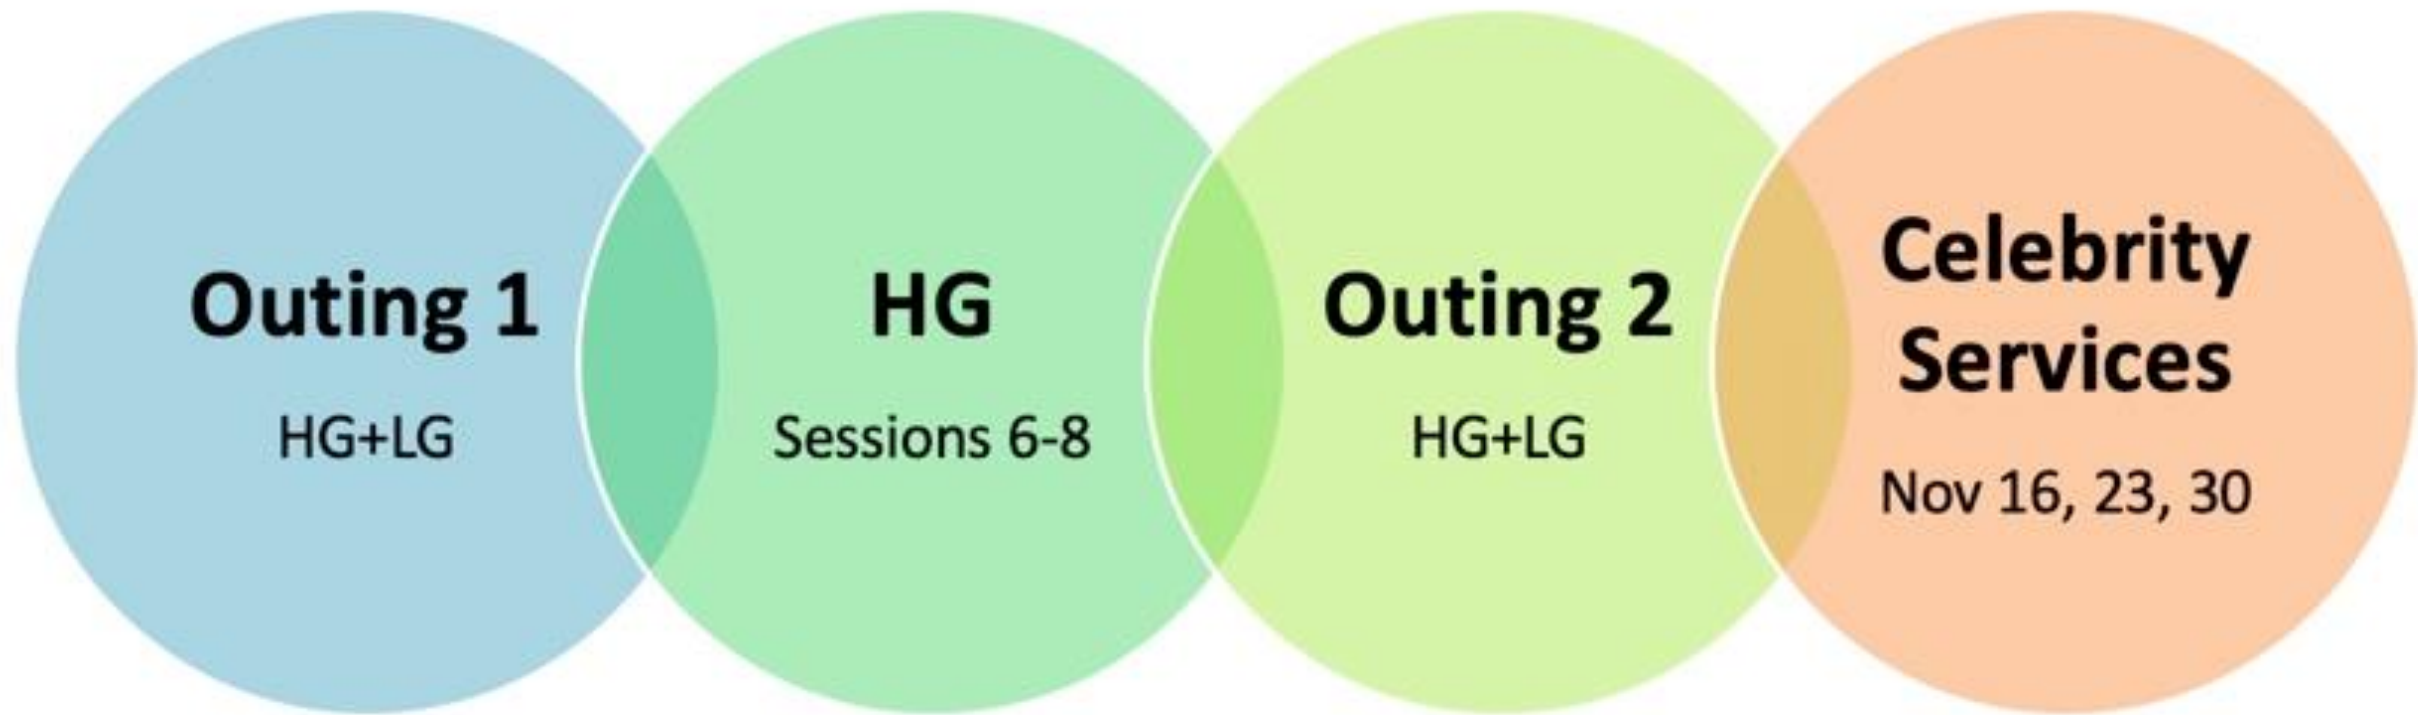 Outing 1
HG+LG
HG
Sessions 6-8
Outing 2
HG+LG
Celebrity
Services
Nov 16, 23, 30